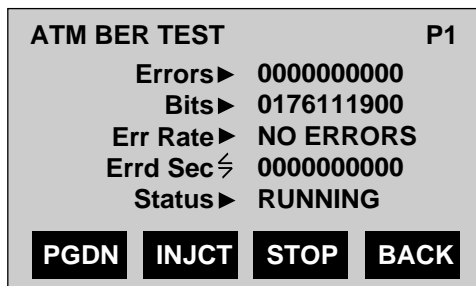 ATM BER TEST P1
Errors► 0000000000
Bits► 0176111900
Err Rate► NO ERRORS
Errd Sec 0000000000
Status► RUNNING
PGDN INJCT STOP BACK